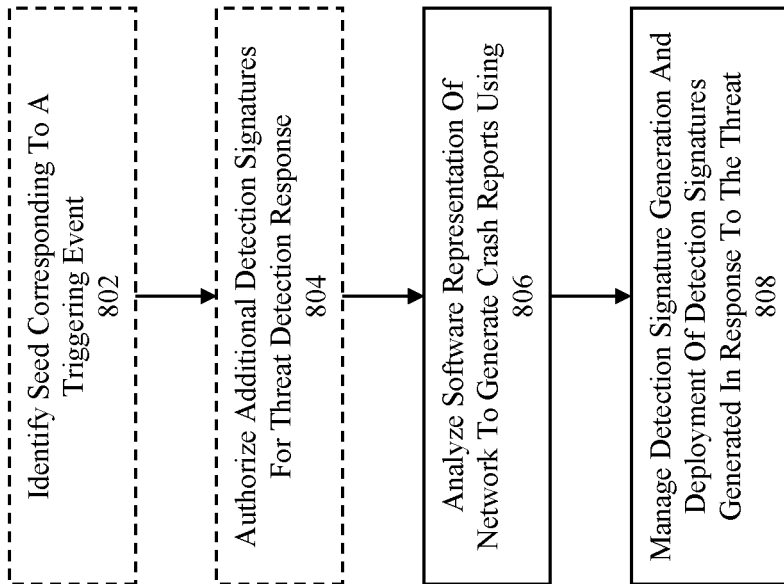 Identify Seed Corresponding To A
Triggering Event
802
Authorize Additional Detection Signatures
For Threat Detection Response
804
Analyze Software Representation Of
Network To Generate Crash Reports Using
806
Manage Detection Signature Generation And
Deployment Of Detection Signatures
Generated In Response To The Threat
808